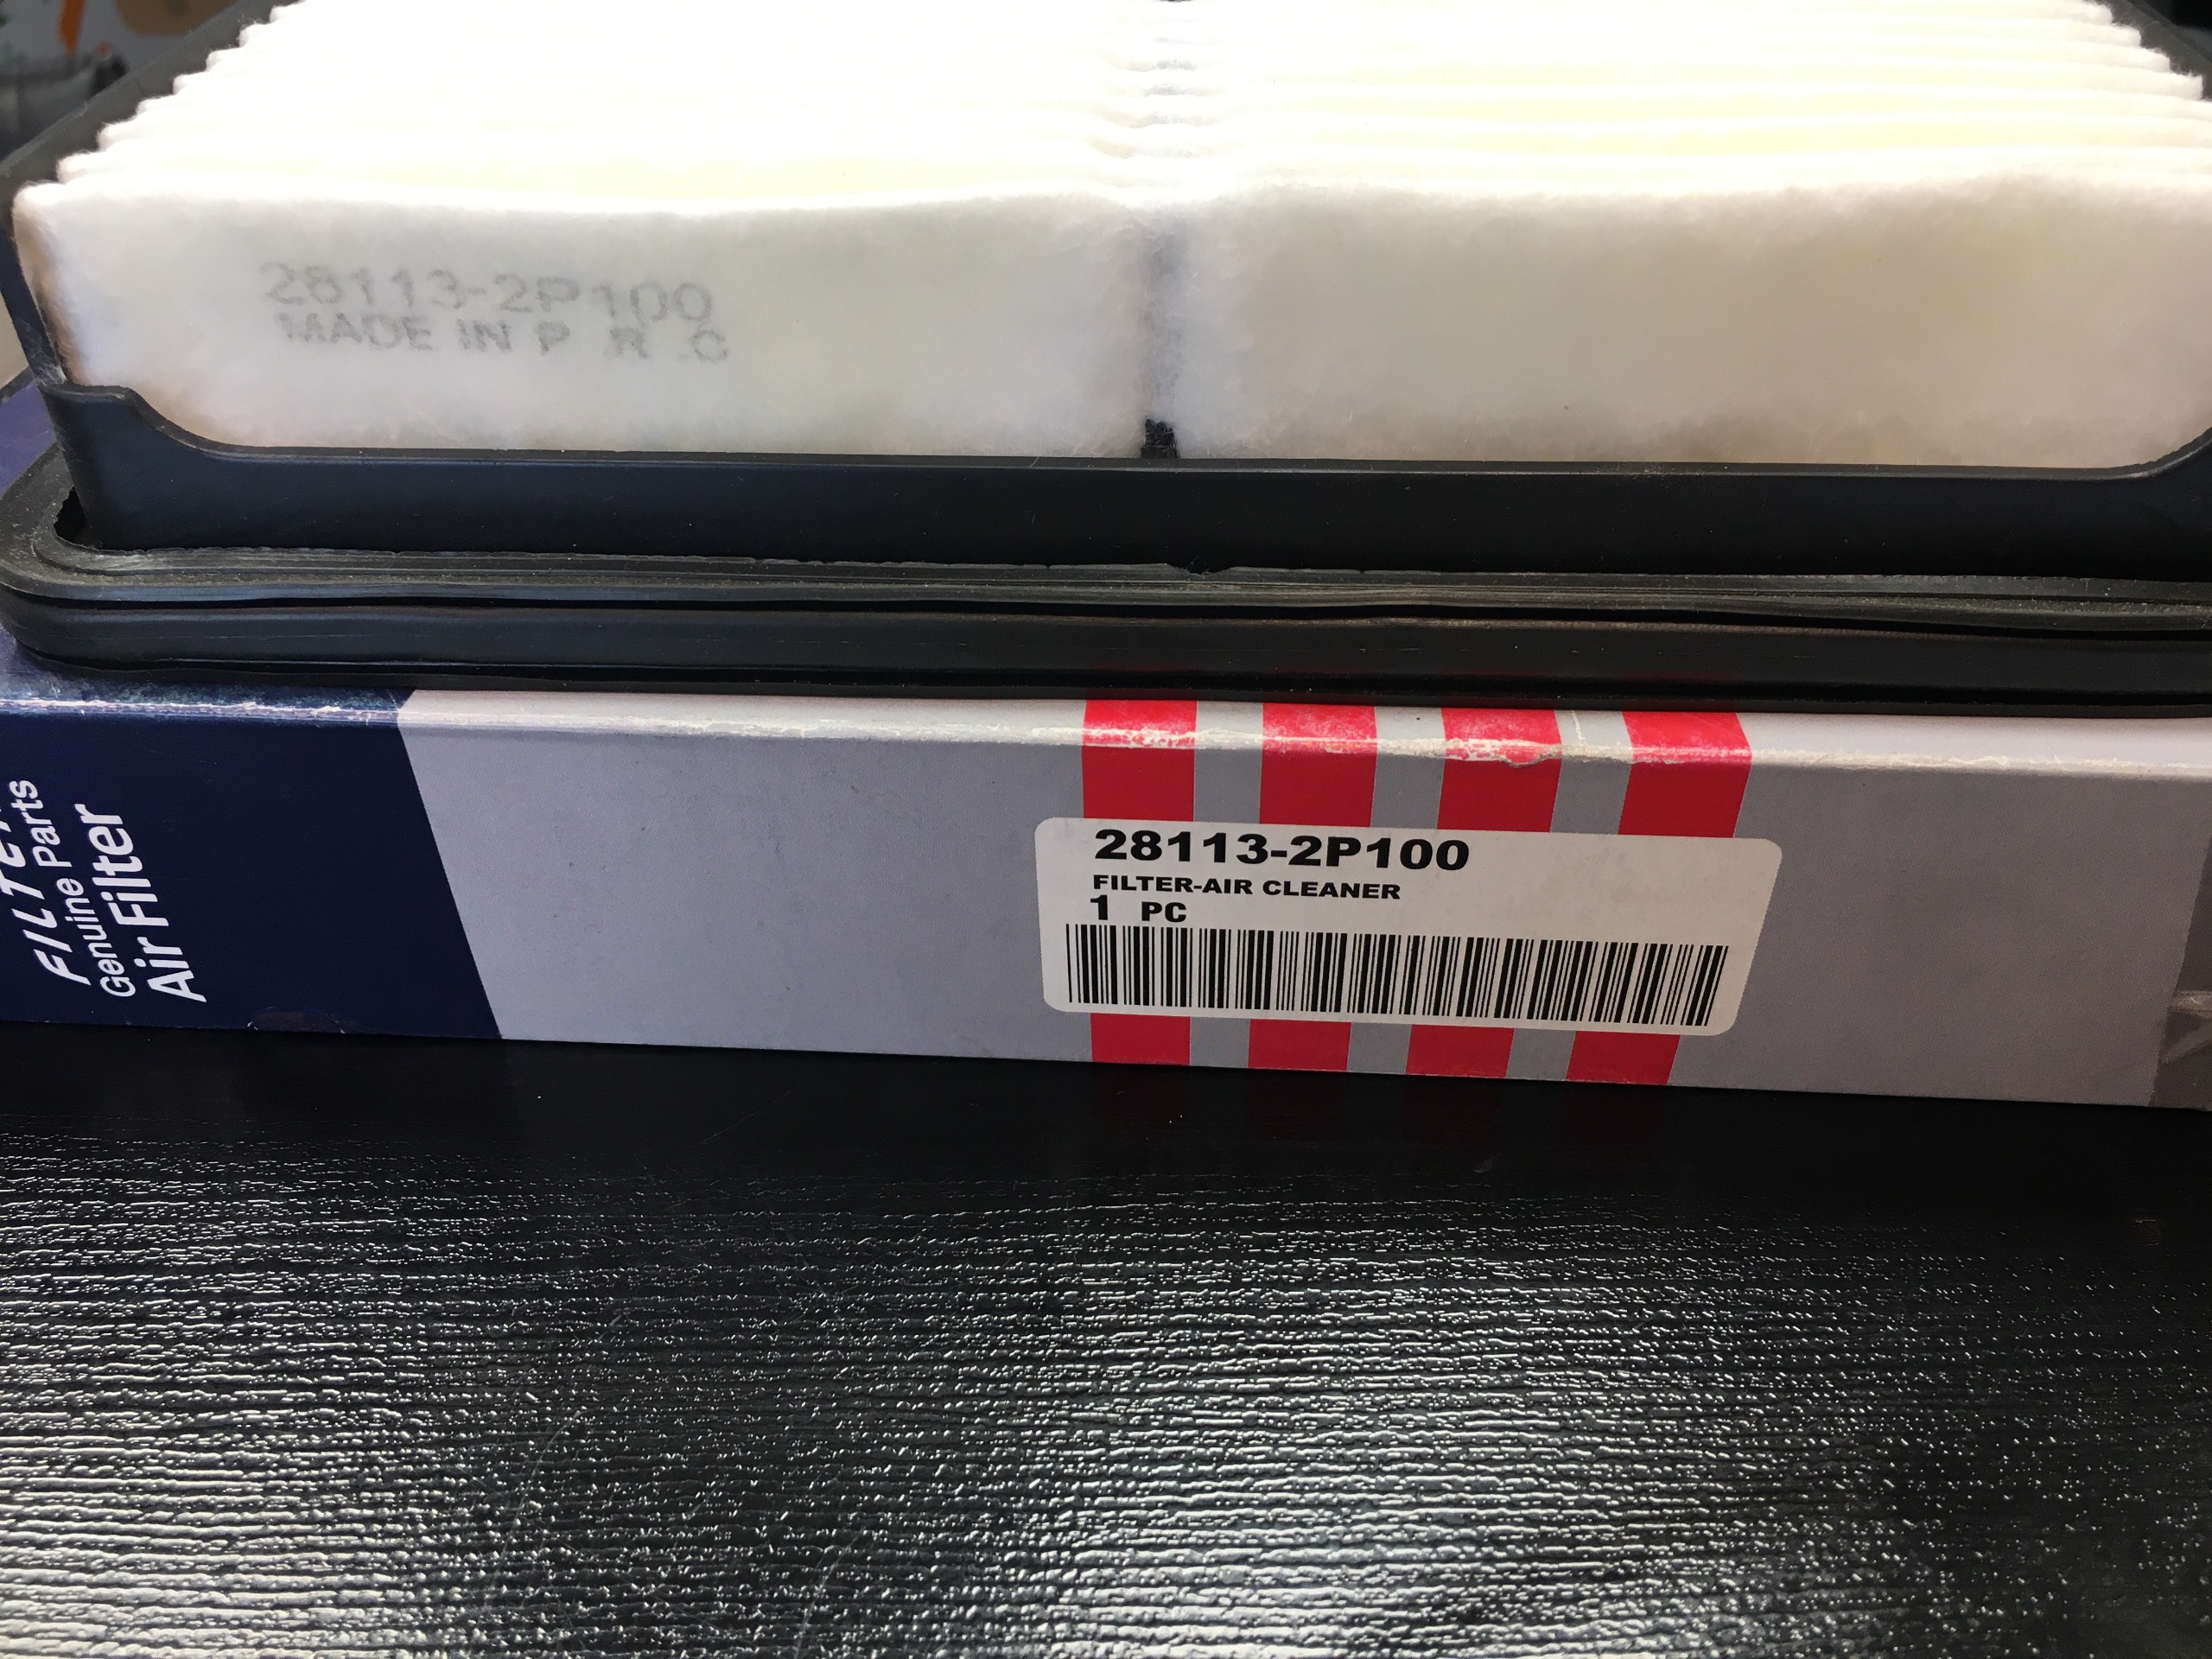 28113-2P100
MADE IN P .R .C
Genuine Parts
Air Filter
28113-2P100
FILTER-AIR CLEANER
1 PC